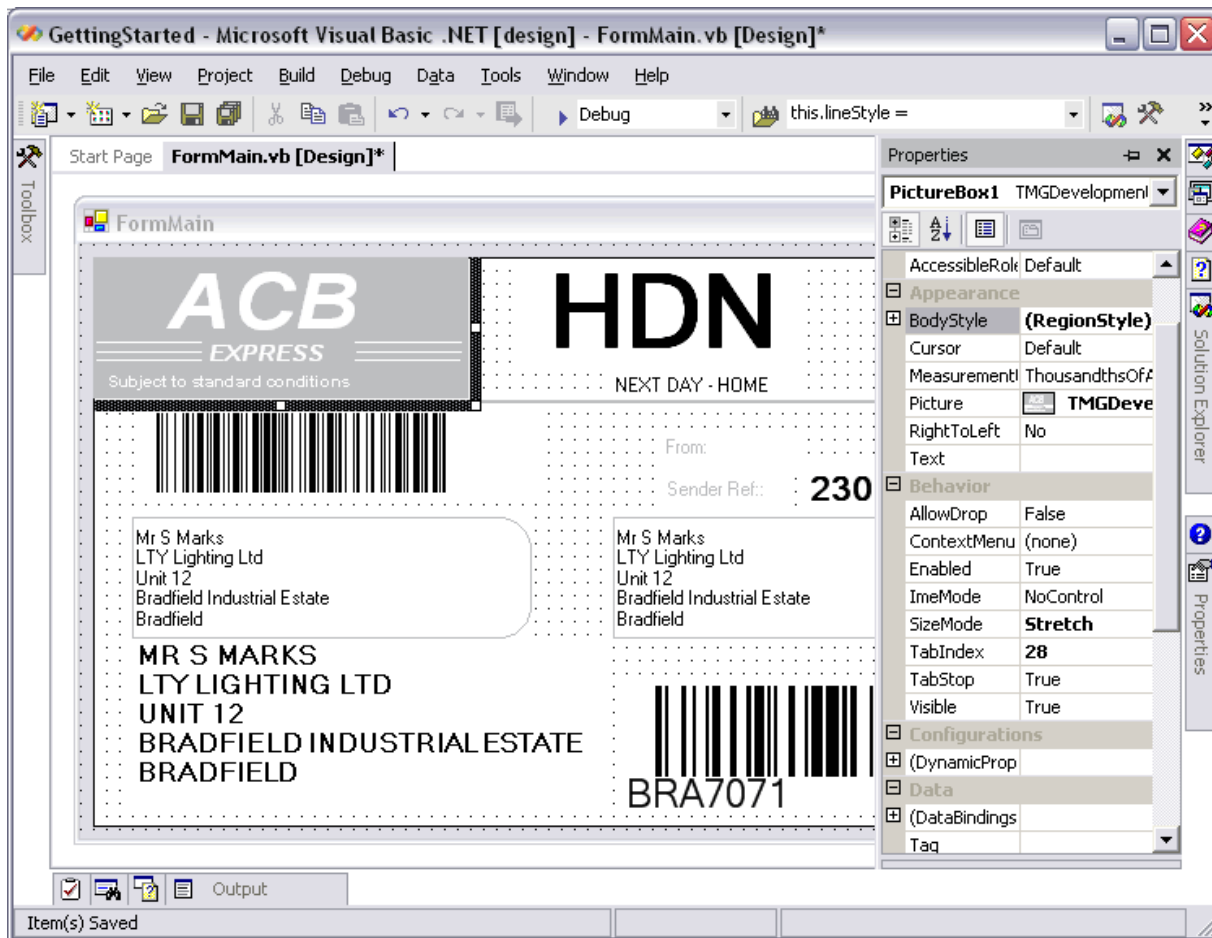 GettingStarted - Microsoft Visual Basic .NET [design] - FormMain.vb [Design]*
File Edit View Project Build Debug Data Tools Window Help
Debug this.lineStyle =
Toolbox
Start Page FormMain.vb [Design]*
FormMain
ACB
EXPRESS
Subject to standard conditions
HDN
NEXT DAY - HOME
From:
Sender Ref:: 230
Mr S Marks
LTY Lighting Ltd
Unit 12
Bradfield Industrial Estate
Bradfield
Mr S Marks
LTY Lighting Ltd
Unit 12
Bradfield Industrial Estate
Bradfield
MR S MARKS
LTY LIGHTING LTD
UNIT 12
BRADFIELD INDUSTRIAL ESTATE
BRADFIELD
BRA7071
Properties
PictureBox1 TMGDevelopment
AccessibleRole Default
Appearance
BodyStyle (RegionStyle)
Cursor Default
Measurement ThousandthsOfA
Picture TMGDeve
RightToLeft No
Text
Behavior
AllowDrop False
ContextMenu (none)
Enabled True
ImeMode NoControl
SizeMode Stretch
TabIndex 28
TabStop True
Visible True
Configurations
(DynamicProp
Data
(DataBindings
Tag
Solution Explorer
Properties
Output
Item(s) Saved